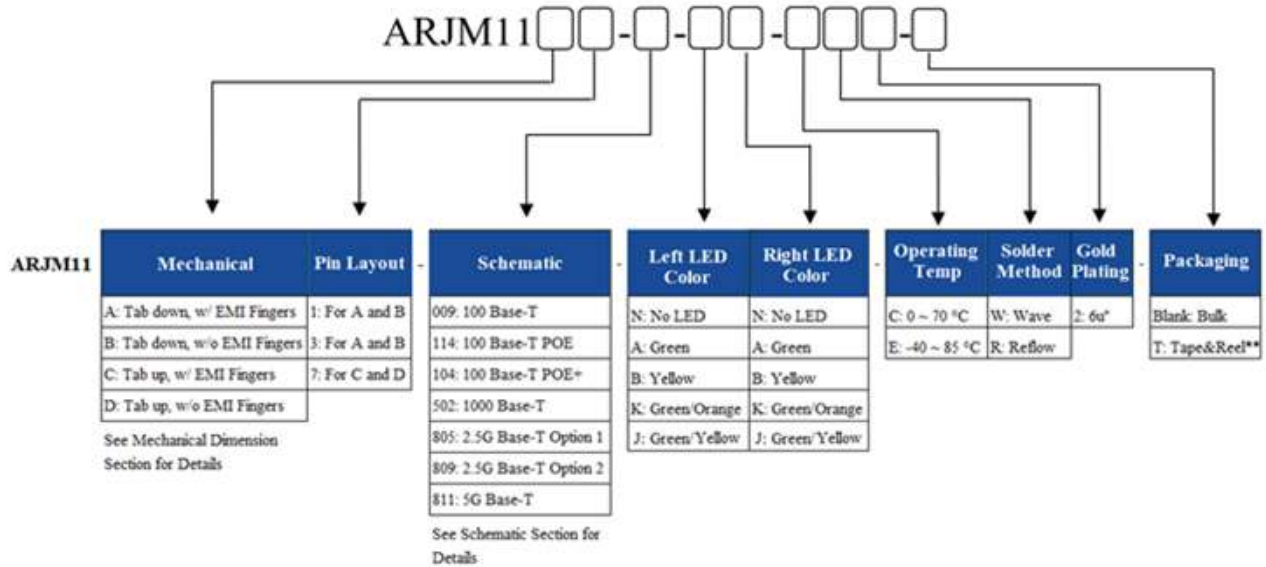 ARJM11 - - - -
ARJM11
Mechanical
Pin Layout
-
Schematic
-
Left LED
Color
Right LED
Color
-
Operating
Temp
Solder
Method
Gold
Plating
-
Packaging
A: Tab down, w/ EMI Fingers
B: Tab down, w/o EMI Fingers
C: Tab up, w/ EMI Fingers
D: Tab up, w/o EMI Fingers
See Mechanical Dimension
Section for Details
1: For A and B
3: For A and B
7: For C and D
009: 100 Base-T
114: 100 Base-T POE
104: 100 Base-T POE+
502: 1000 Base-T
805: 2.5G Base-T Option 1
809: 2.5G Base-T Option 2
811: 5G Base-T
See Schematic Section for
Details
N: No LED
A: Green
B: Yellow
K: Green/Orange
J: Green/Yellow
N: No LED
A: Green
B: Yellow
K: Green/Orange
J: Green/Yellow
C: 0 ~ 70 °C
E: -40 ~ 85 °C
W: Wave
R: Reflow
2: 6u"
Blank: Bulk
T: Tape&Reel**